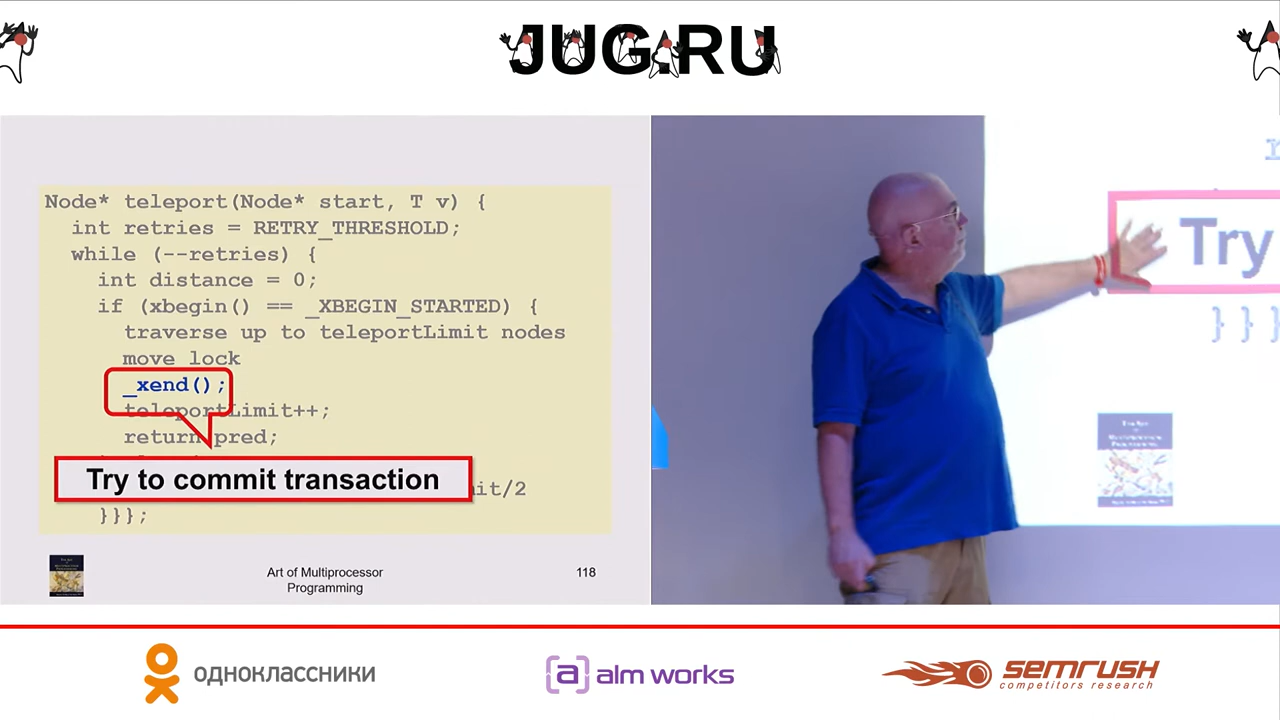 JUG.RU
Node* teleport(Node* start, T v) {
int retries = RETRY_THRESHOLD;
while (--retries) {
int distance = 0;
if (xbegin() == _XBEGIN_STARTED) {
traverse up to teleportLimit nodes
move lock
_xend();
teleportLimit++;
return pred;
Try to commit transaction
mit/2
}}};
Art of Multiprocessor
Programming
118
Try
}}}
одноклассники
[a] alm works
semrush
competitors research